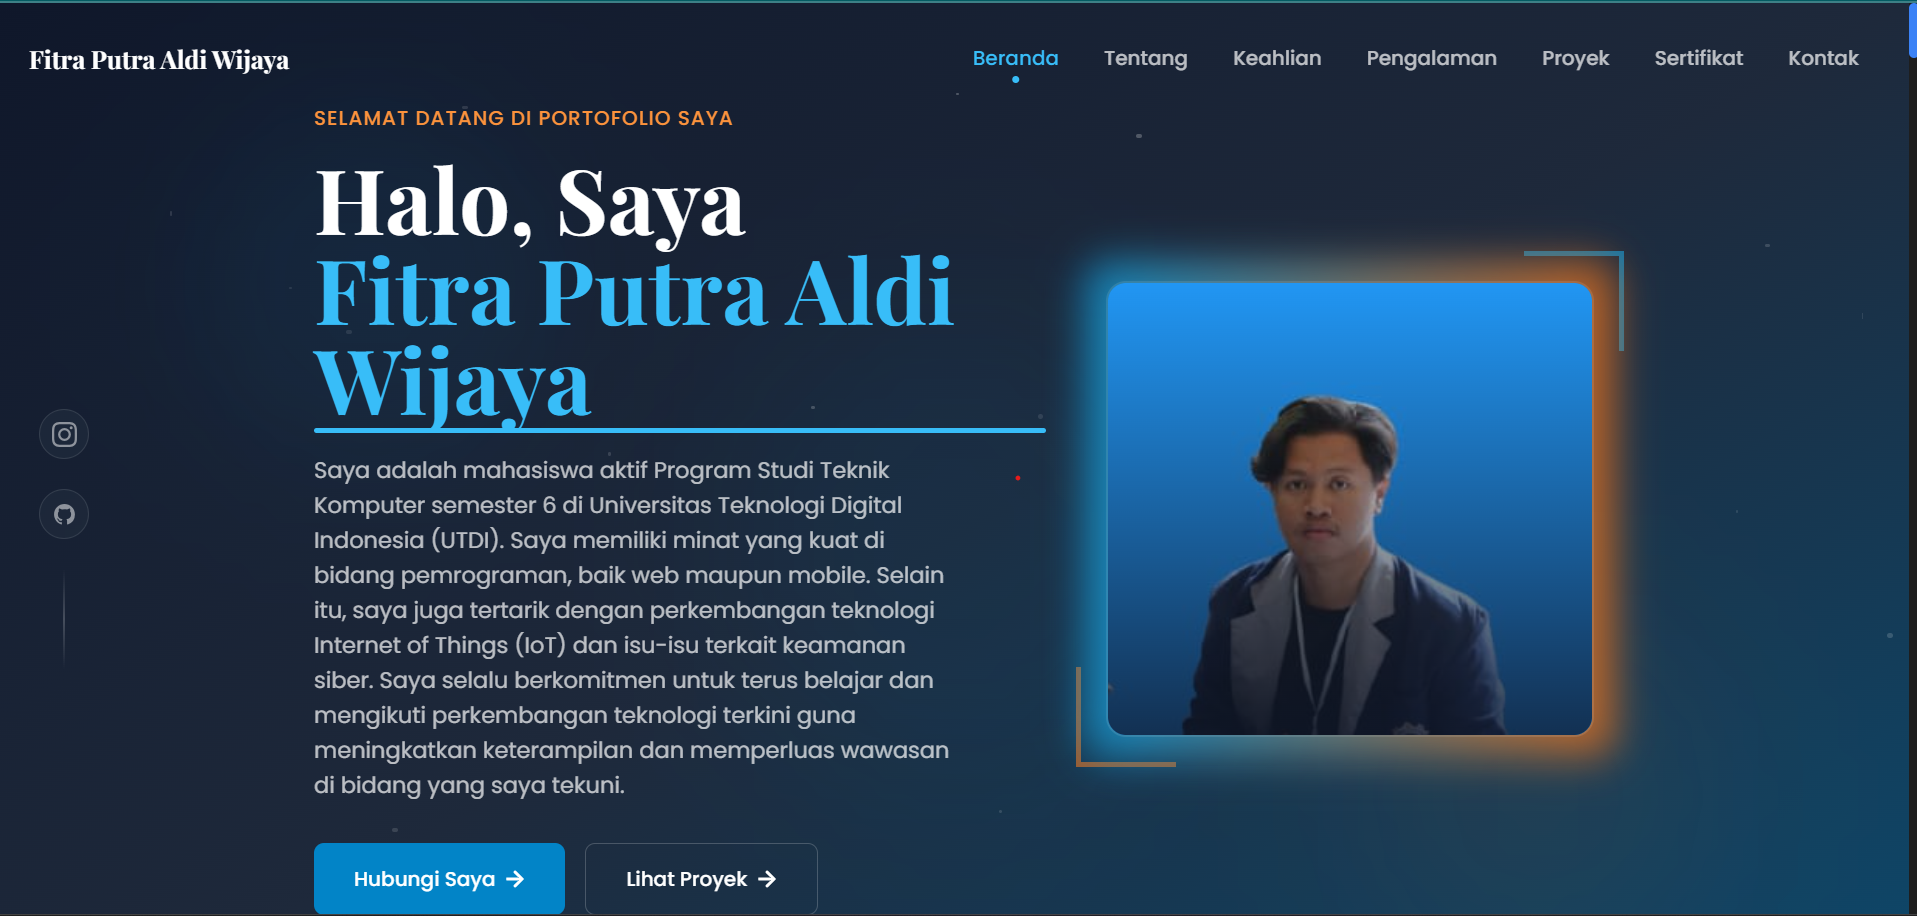 Fitra Putra Aldi Wijaya
Beranda
Tentang
Keahlian
Pengalaman
Proyek
Sertifikat
Kontak
SELAMAT DATANG DI PORTOFOLIO SAYA
Halo, Saya
Fitra Putra Aldi
Wijaya
Saya adalah mahasiswa aktif Program Studi Teknik
Komputer semester 6 di Universitas Teknologi Digital
Indonesia (UTDI). Saya memiliki minat yang kuat di
bidang pemrograman, baik web maupun mobile. Selain
itu, saya juga tertarik dengan perkembangan teknologi
Internet of Things (IoT) dan isu-isu terkait keamanan
siber. Saya selalu berkomitmen untuk terus belajar dan
mengikuti perkembangan teknologi terkini guna
meningkatkan keterampilan dan memperluas wawasan
di bidang yang saya tekuni.
Hubungi Saya →
Lihat Proyek →